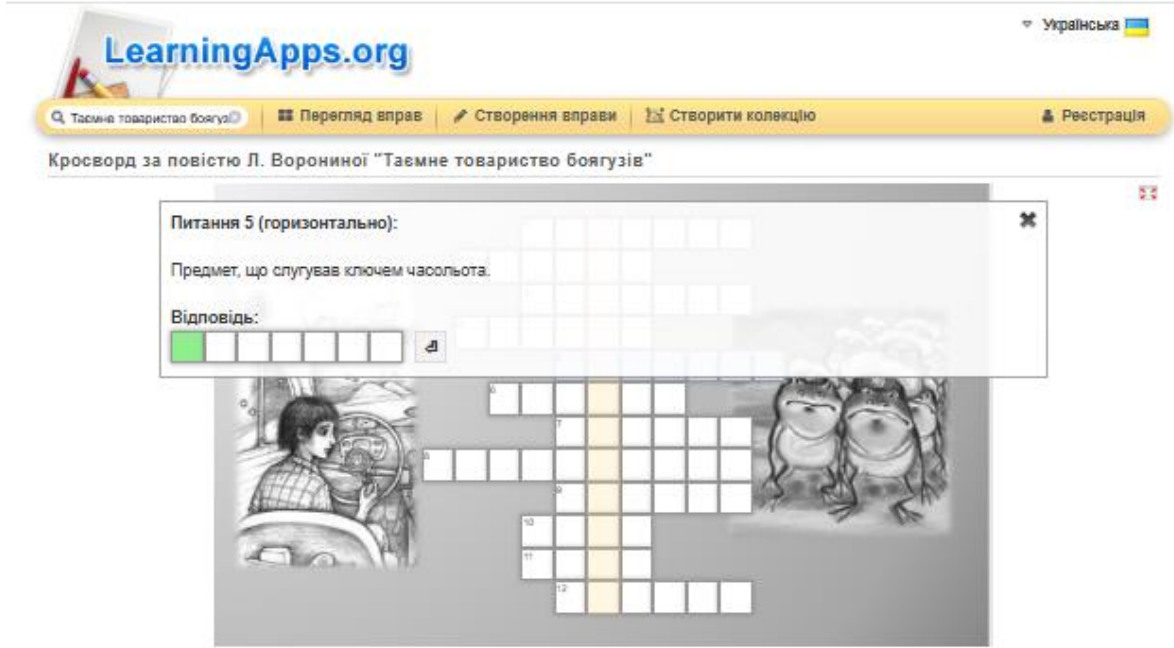 LearningApps.org
Українська
Таємне товариство боягуз
Перегляд вправ
Створення вправи
Створити колекцію
Реєстрація
Кросворд за повістю Л. Ворониної "Таємне товариство боягузів"
Питання 5 (горизонтально):
Предмет, що слугував ключем часольота.
Відповідь:
6
7
8
9
10
11
12